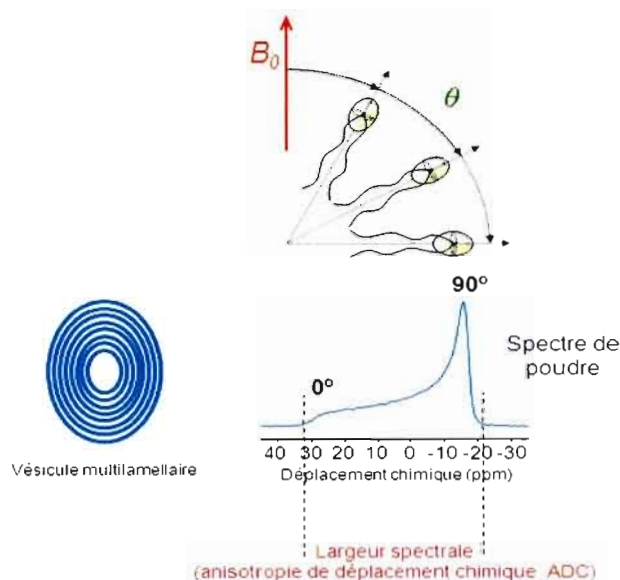 B₀
θ
90°
0°
Spectre de
poudre
40 30 20 10 0 -10 -20 -30
Déplacement chimique (ppm)
Vésicule multilamellaire
Largeur spectrale
(anisotropie de déplacement chimique ADC)